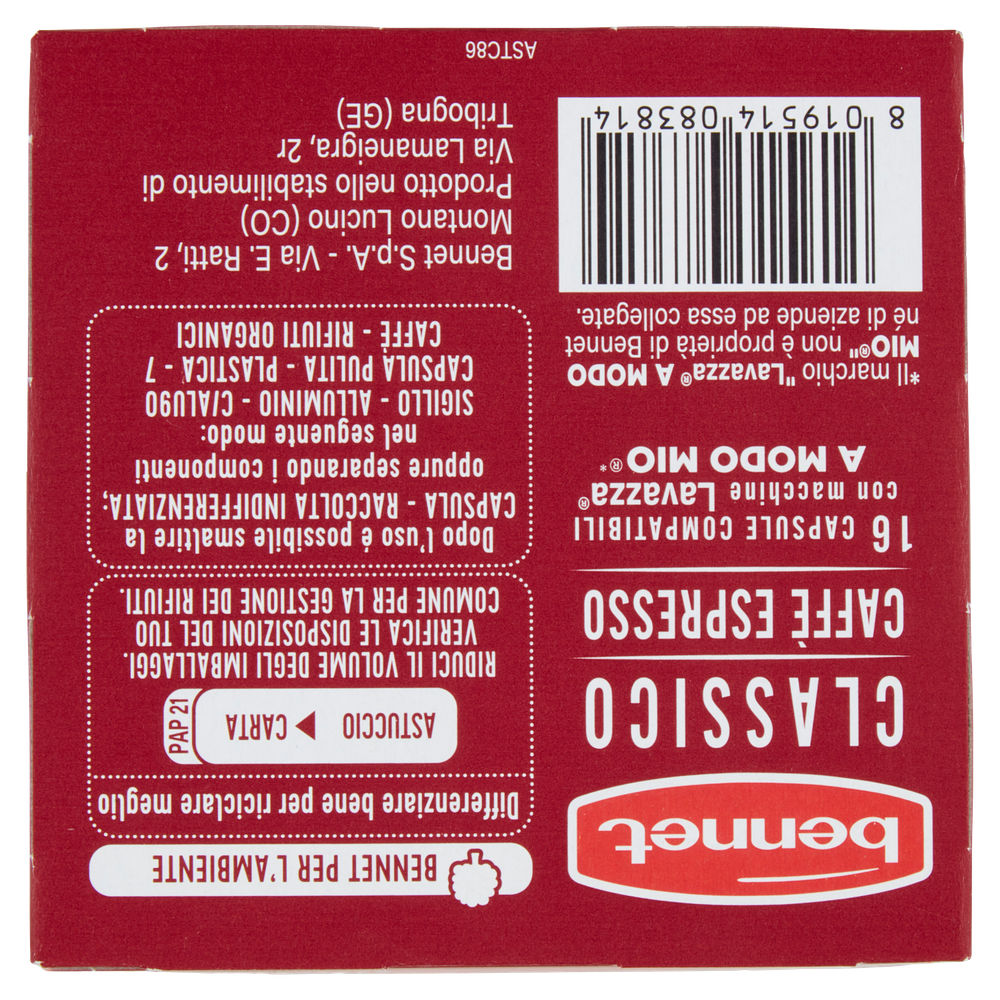 bennet
CLASSICO
CAFFÈ ESPRESSO
16 CAPSULE COMPATIBILI
con macchine Lavazza®
A MODO MIO®*
*Il marchio "Lavazza® A MODO
MIO®" non è proprietà di Bennet
né di aziende ad essa collegate.
8 019514 083814
BENNET PER L'AMBIENTE
Differenziare bene per riciclare meglio
ASTUCCIO ▶ CARTA PAP 21
RIDUCI IL VOLUME DEGLI IMBALLAGGI.
VERIFICA LE DISPOSIZIONI DEL TUO
COMUNE PER LA GESTIONE DEI RIFIUTI.
Dopo l'uso é possibile smaltire la
CAPSULA - RACCOLTA INDIFFERENZIATA,
oppure separando i componenti
nel seguente modo:
SIGILLO - ALLUMINIO - C/ALU90
CAPSULA PULITA - PLASTICA - 7
CAFFÈ - RIFIUTI ORGANICI
Bennet S.p.A. - Via E. Ratti, 2
Montano Lucino (CO)
Prodotto nello stabilimento di
Via Lamaneigra, 2r
Tribogna (GE)
ASTC86